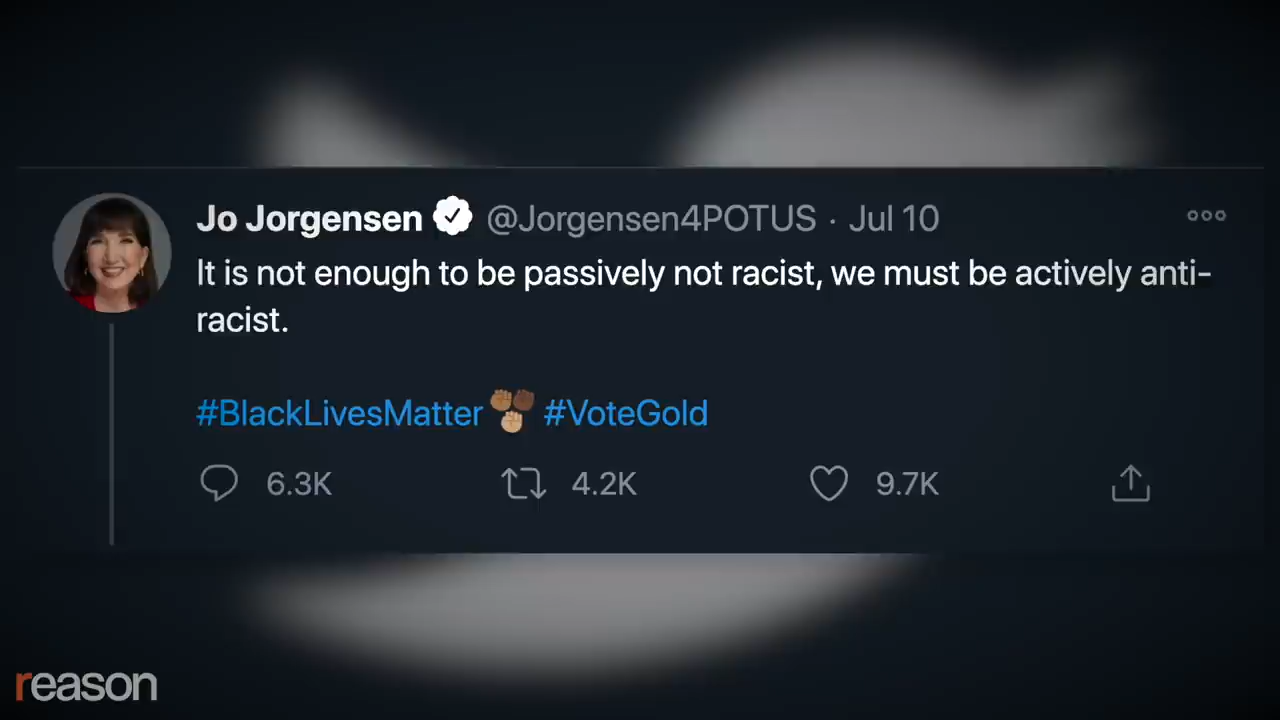 Jo Jorgensen @Jorgensen4POTUS · Jul 10
It is not enough to be passively not racist, we must be actively anti-
racist.
#BlackLivesMatter✊🏾✊🏿✊🏼 #VoteGold
6.3K 4.2K 9.7K
reason